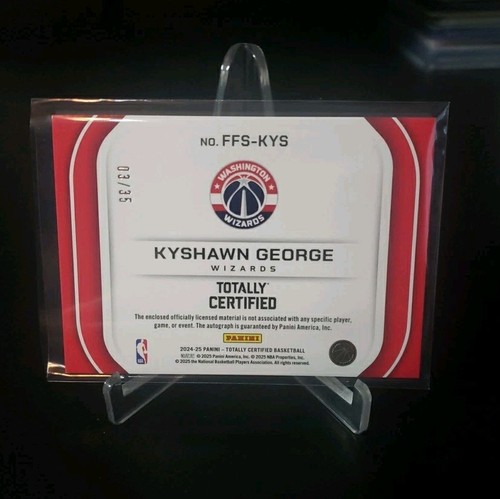 NO. FFS-KYS
03/35
WASHINGTON
WIZARDS
KYSHAWN GEORGE
WIZARDS
TOTALLY
CERTIFIED
The enclosed officially licensed material is not associated with any specific player,
game, or event. The autograph is guaranteed by Panini America, Inc.
PANINI
2024-25 PANINI - TOTALLY CERTIFIED BASKETBALL
© 2025 Panini America, Inc. © 2025 NBA Properties, Inc.
© 2025 the National Basketball Players Association. All rights reserved.
NBA